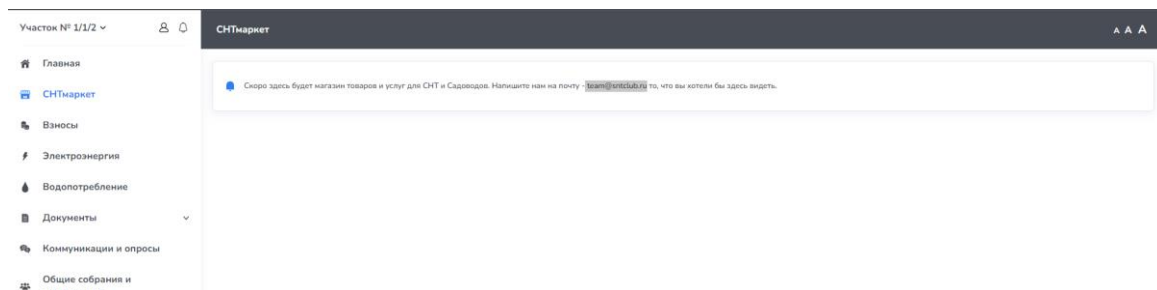 Участок № 1/1/2
СНТмаркет
А А А
Главная
СНТмаркет
Взносы
Электроэнергия
Водопотребление
Документы
Коммуникации и опросы
Общие собрания и
Скоро здесь будет магазин товаров и услуг для СНТ и Садоводов. Напишите нам на почту - team@sntclub.ru то, что вы хотели бы здесь видеть.